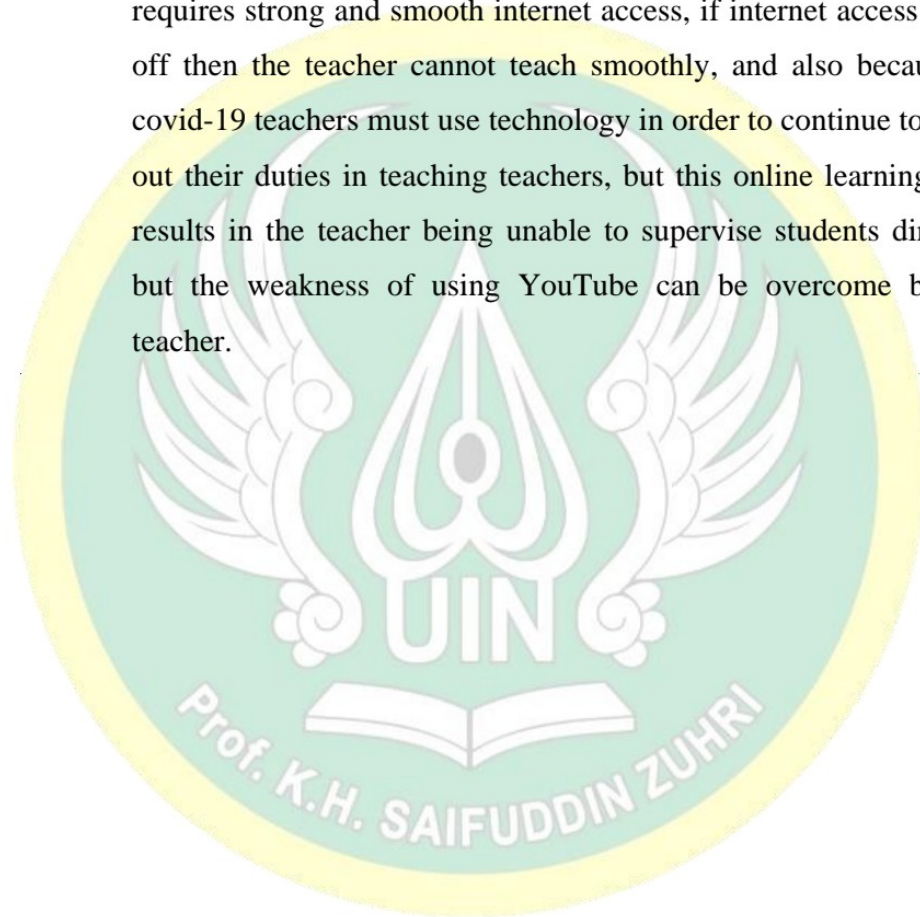 requires strong and smooth internet access, if internet access
off then the teacher cannot teach smoothly, and also becau
covid-19 teachers must use technology in order to continue to
out their duties in teaching teachers, but this online learning
results in the teacher being unable to supervise students dir
but the weakness of using YouTube can be overcome b
teacher.
UIN
Prof. K.H. SAIFUDDIN ZUHRI